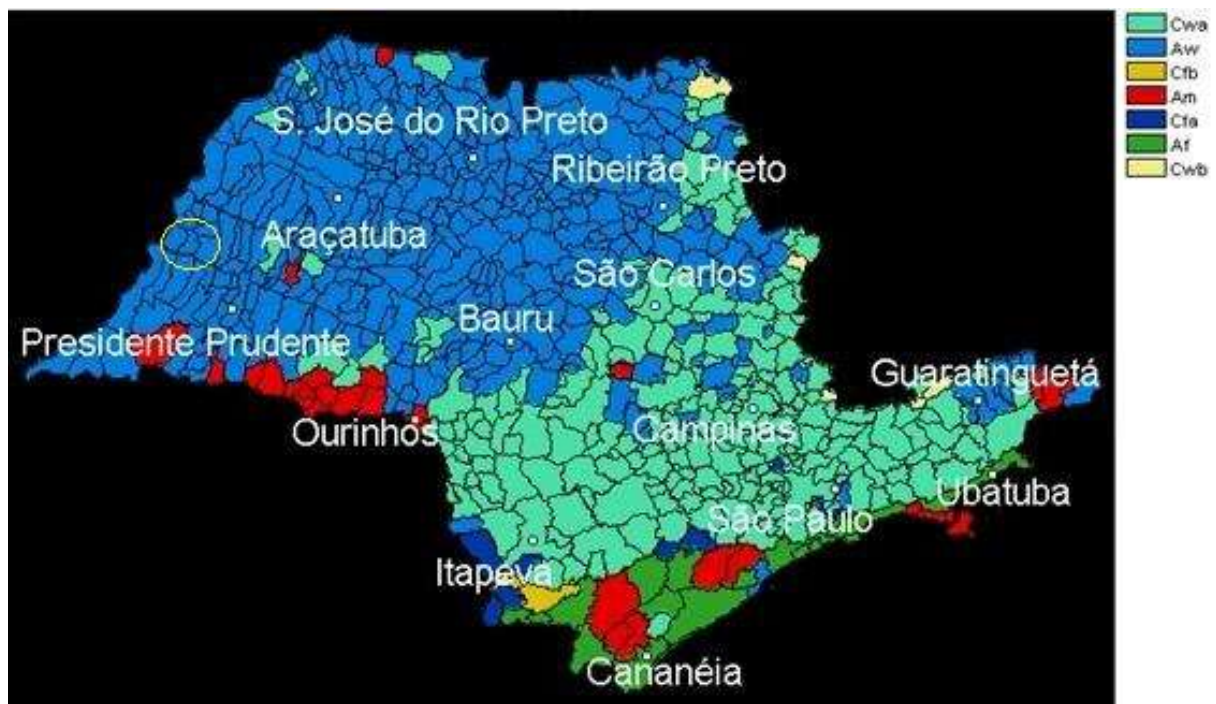 Cwa
Aw
Cfb
Am
Cfa
Af
Cwb
S. José do Rio Preto
Ribeirão Preto
Araçatuba
São Carlos
Bauru
Presidente Prudente
Guaratinguetá
Ourinhos
Campinas
Ubatuba
São Paulo
Itapeva
Cananéia